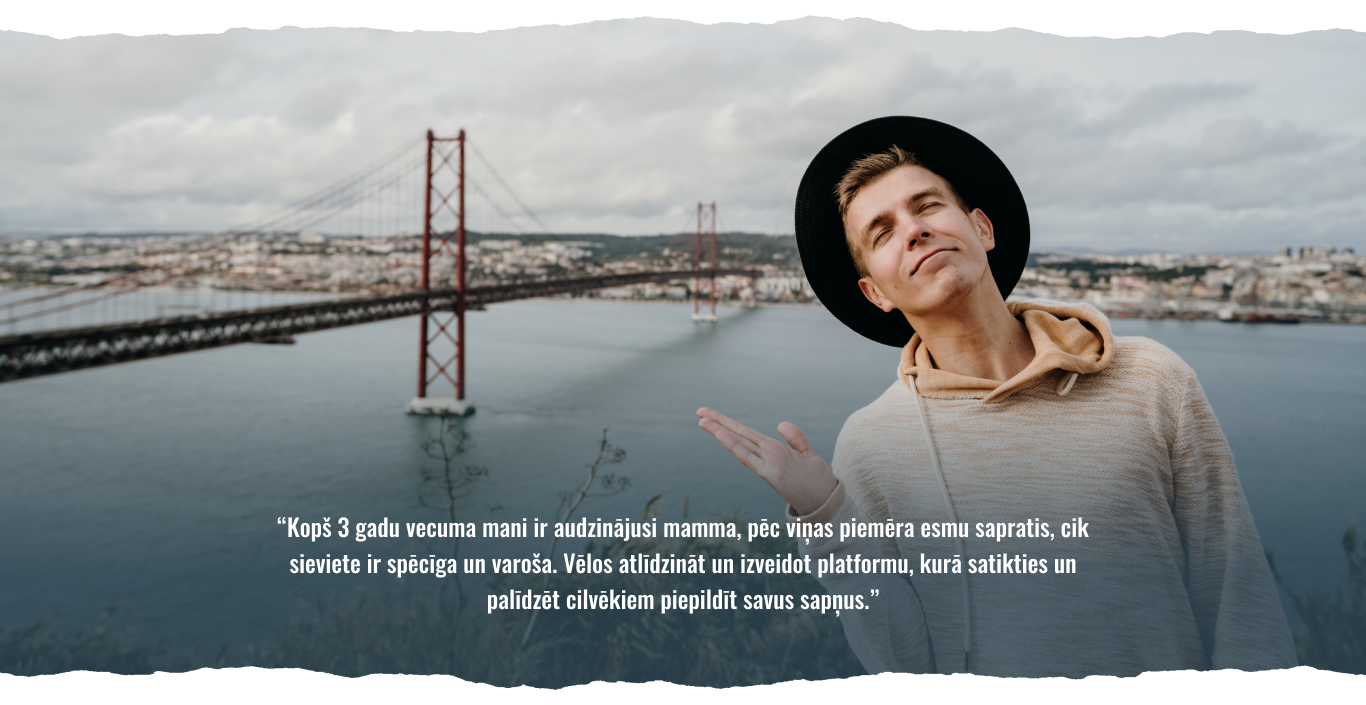 “Kopš 3 gadu vecuma mani ir audzinājusi mamma, pēc viņas piemēra esmu sapratis, cik
sieviete ir spēcīga un varoša. Vēlos atlīdzināt un izveidot platformu, kurā satikties un
palīdzēt cilvēkiem piepildīt savus sapņus.”